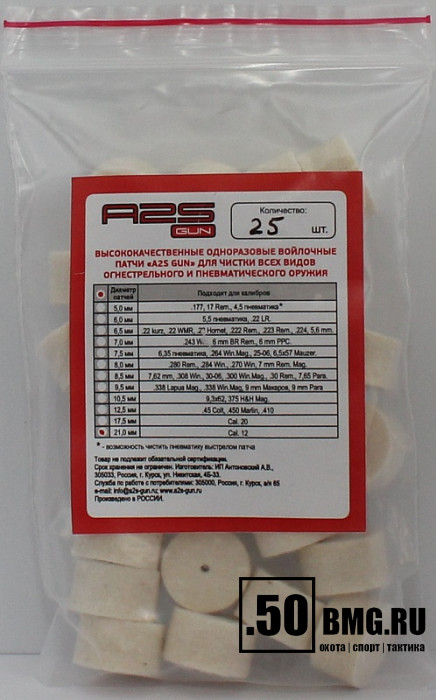 A2S
GUN
Количество:
25 шт.
ВЫСОКОКАЧЕСТВЕННЫЕ ОДНОРАЗОВЫЕ ВОЙЛОЧНЫЕ
ПАТЧИ «A2S GUN» ДЛЯ ЧИСТКИ ВСЕХ ВИДОВ
ОГНЕСТРЕЛЬНОГО И ПНЕВМАТИЧЕСКОГО ОРУЖИЯ
Диаметр патчей Подходит для калибров
5,0 мм .177, 17 Rem., 4,5 пневматика*
6,0 мм 5,5 пневматика, .22 LR.
6,5 мм .22 kurz, .22 WMR, .22 Hornet, .222 Rem., .223 Rem., .224, 5,6 mm.
7,0 мм .243 Win., 6 mm BR Rem., 6 mm PPC.
7,5 мм 6,35 пневматика, .264 Win.Mag., 25-06, 6,5x57 Mauzer.
8,0 мм .280 Rem., .284 Win., .270 Win, 7 mm Rem. Mag.
8,5 мм 7,62 mm, .308 Win., .30-06, .300 Win. Mag., .30 Rem., 7,65 Para.
9,5 мм .338 Lapua Mag., .338 Win.Mag, 9 mm Макаров, 9 mm Para
10,5 мм 9,3x62, 375 H&H Mag.
12,5 мм .45 Colt, .450 Marlin, .410
17,5 мм Cal. 20
21,0 мм Cal. 12
* - возможность чистить пневматику выстрелом патча
Товар не подлежит обязательной сертификации.
Срок хранения не ограничен. Изготовитель: ИП Антоновский А.В.,
305033, Россия, г. Курск, ул. Никитская, 4Б-33.
Служба по работе с потребителями: 305000, Россия, г. Курск, а/я 65
e-mail: info@a2s-gun.ru; www.a2s-gun.ru
Произведено в РОССИИ.
.50 BMG.RU
охота | спорт | тактика